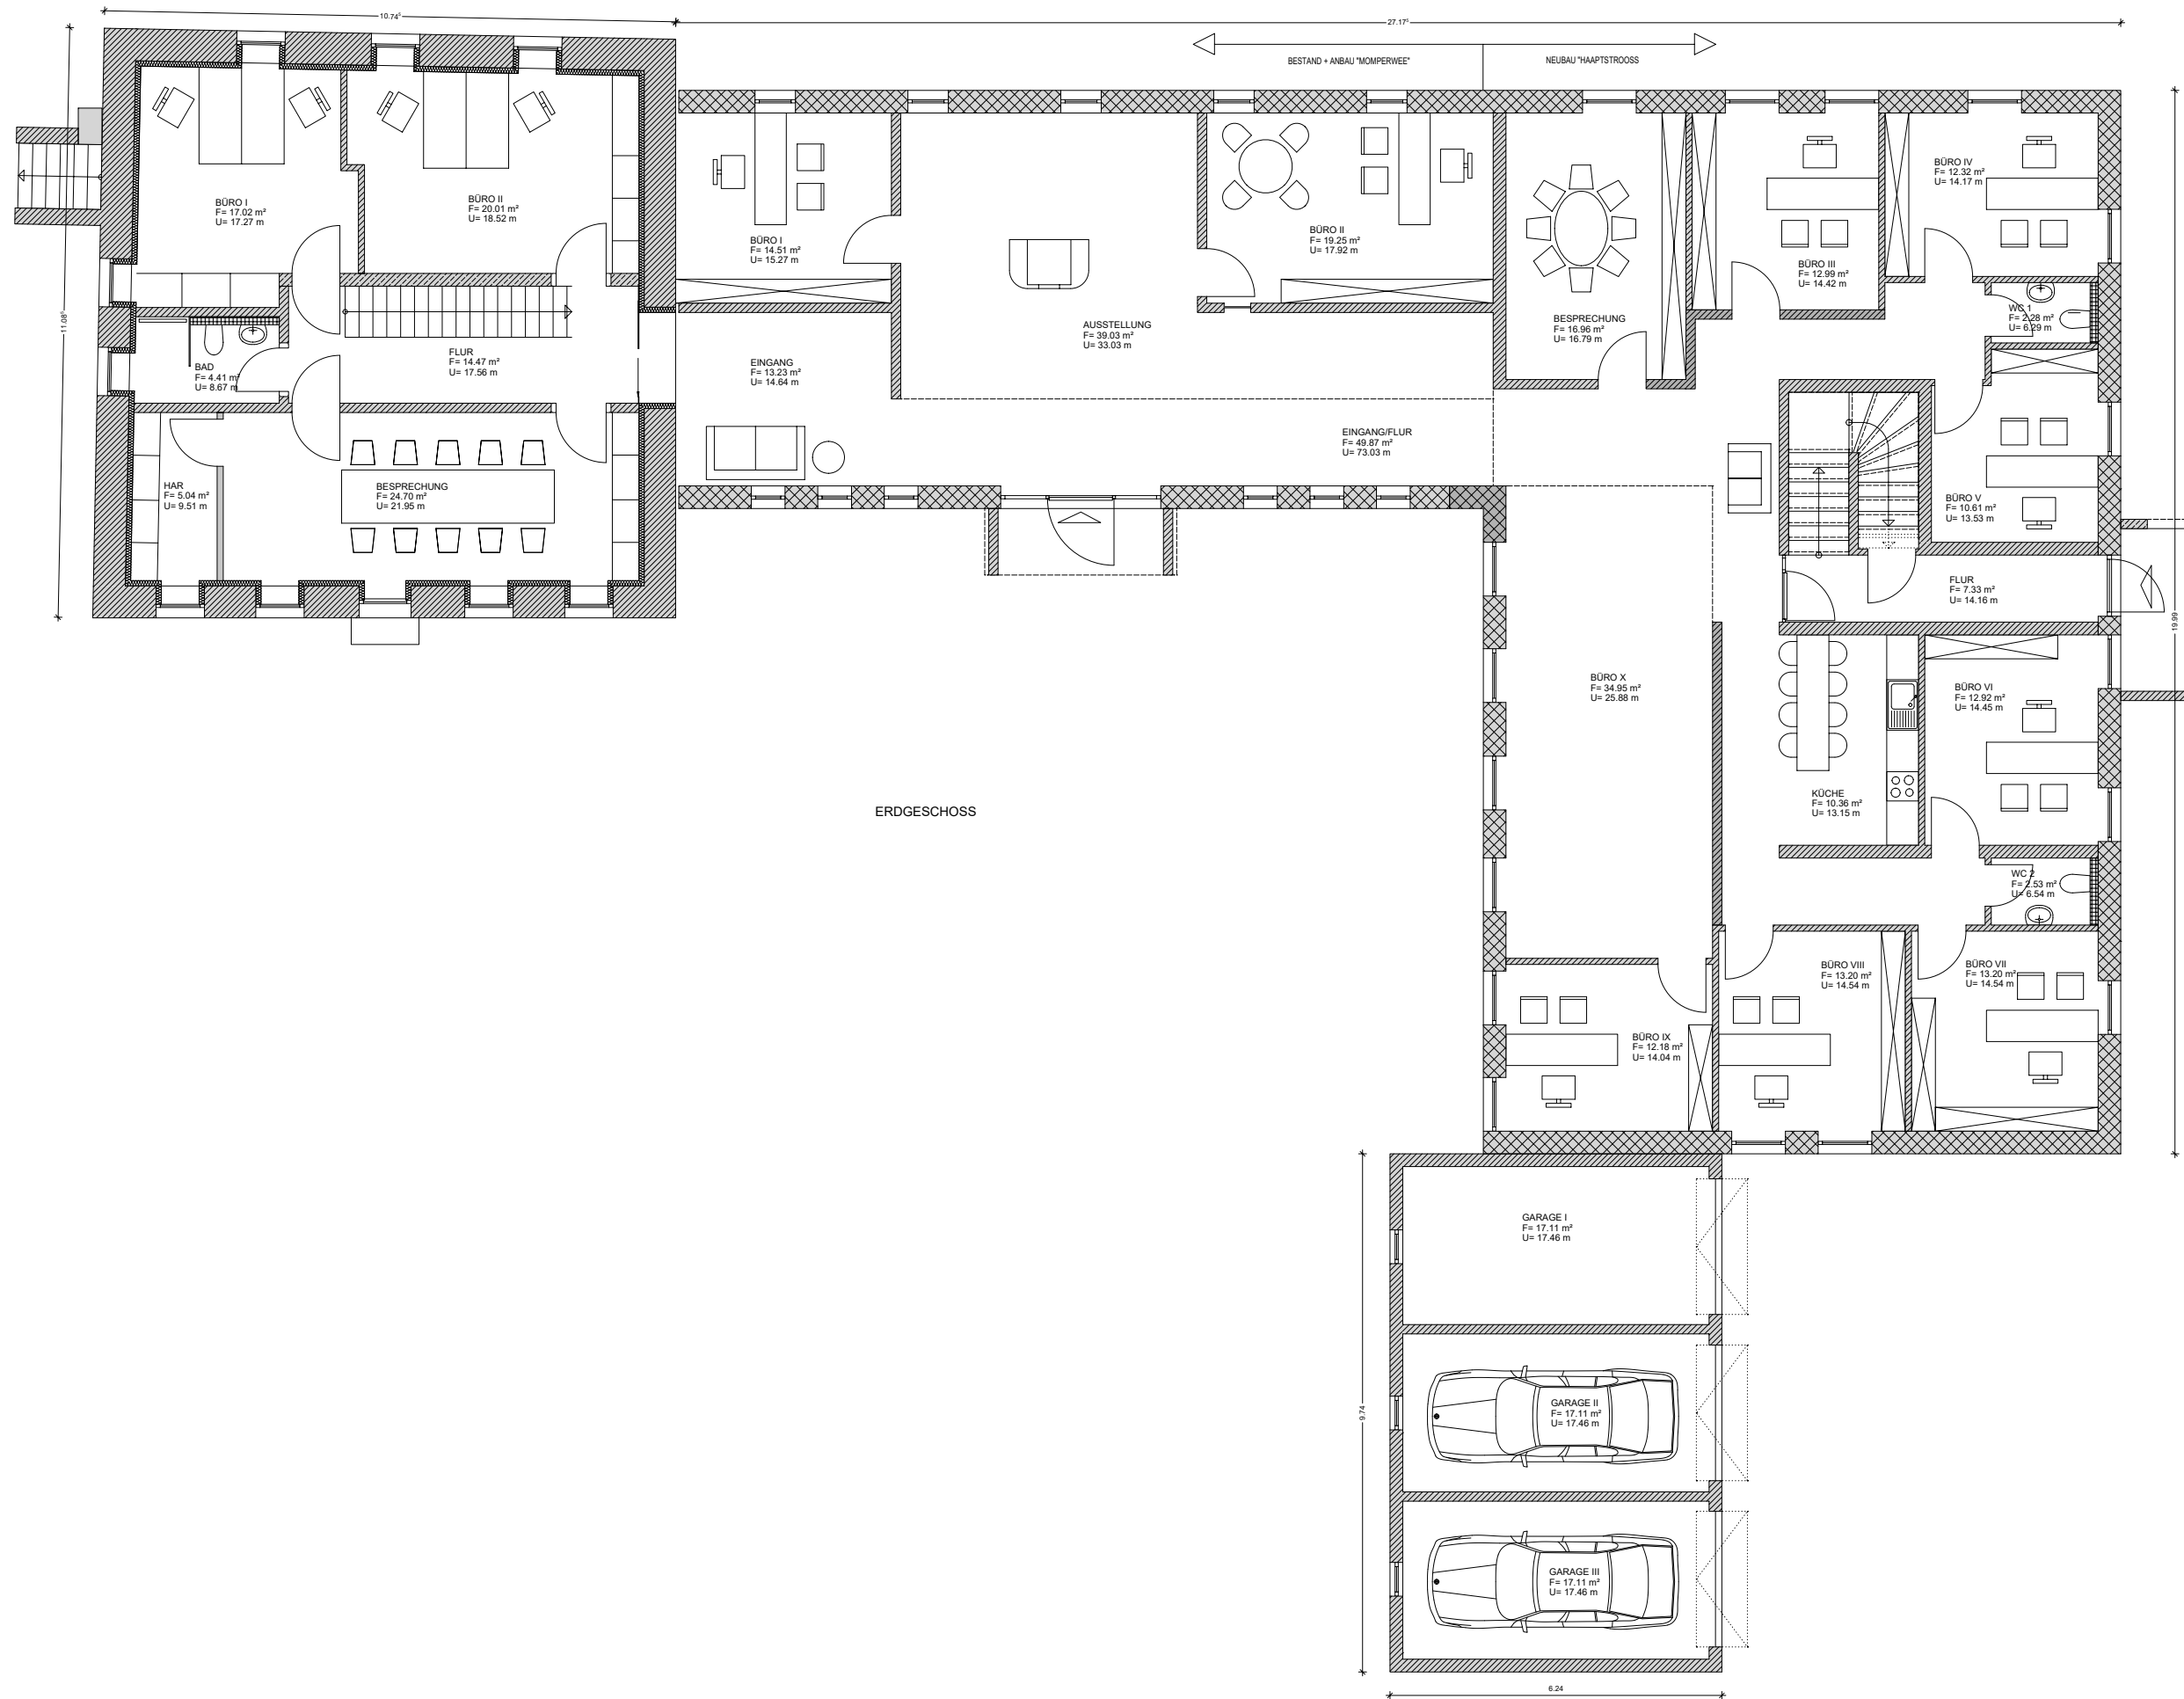 10.74⁵
27.17⁵
BESTAND + ANBAU "MOMPERWEE"
NEUBAU "HAAPTSTROOSS
BÜRO I
F= 17.02 m²
U= 17.27 m
BÜRO II
F= 20.01 m²
U= 18.52 m
BÜRO I
F= 14.51 m²
U= 15.27 m
BÜRO II
F= 19.25 m²
U= 17.92 m
BÜRO III
F= 12.99 m²
U= 14.42 m
BÜRO IV
F= 12.32 m²
U= 14.17 m
WC 1
F= 2.28 m²
U= 6.29 m
11.08⁵
BAD
F= 4.41 m²
U= 8.67 m
FLUR
F= 14.47 m²
U= 17.56 m
EINGANG
F= 13.23 m²
U= 14.64 m
AUSSTELLUNG
F= 39.03 m²
U= 33.03 m
BESPRECHUNG
F= 16.96 m²
U= 16.79 m
EINGANG/FLUR
F= 49.87 m²
U= 73.03 m
HAR
F= 5.04 m²
U= 9.51 m
BESPRECHUNG
F= 24.70 m²
U= 21.95 m
BÜRO V
F= 10.61 m²
U= 13.53 m
FLUR
F= 7.33 m²
U= 14.16 m
19.99
BÜRO X
F= 34.95 m²
U= 25.88 m
BÜRO VI
F= 12.92 m²
U= 14.45 m
KÜCHE
F= 10.36 m²
U= 13.15 m
ERDGESCHOSS
WC 2
F= 2.53 m²
U= 6.54 m
BÜRO VIII
F= 13.20 m²
U= 14.54 m
BÜRO VII
F= 13.20 m²
U= 14.54 m
BÜRO IX
F= 12.18 m²
U= 14.04 m
GARAGE I
F= 17.11 m²
U= 17.46 m
9.74
GARAGE II
F= 17.11 m²
U= 17.46 m
GARAGE III
F= 17.11 m²
U= 17.46 m
6.24